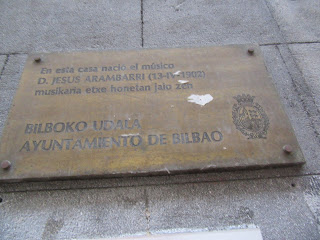 En esta casa nació el músico
D. JESUS ARAMBARRI (13-IV-1902)
musikaria etxe honetan jaio zen
BILBOKO UDALA
AYUNTAMIENTO DE BILBAO